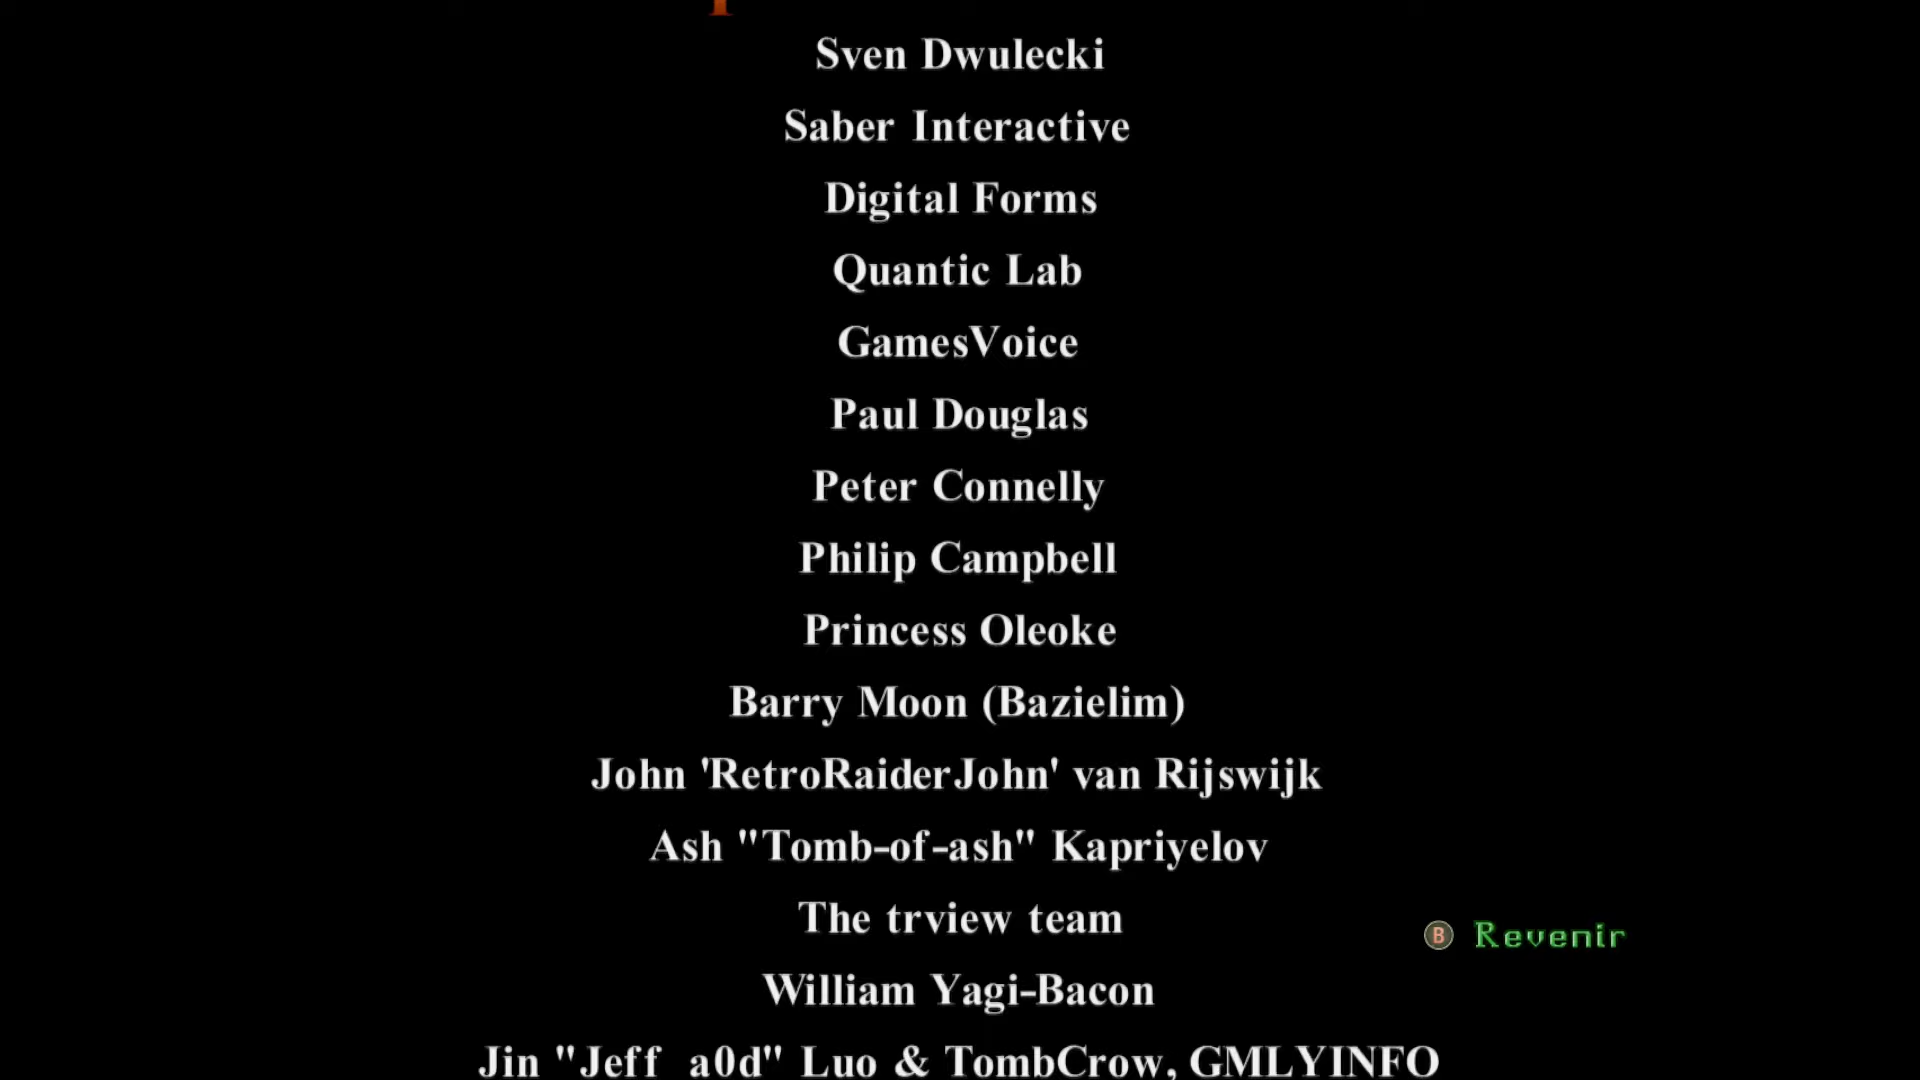 Sven Dwulecki
Saber Interactive
Digital Forms
Quantic Lab
GamesVoice
Paul Douglas
Peter Connelly
Philip Campbell
Princess Oleoke
Barry Moon (Bazielim)
John 'RetroRaiderJohn' van Rijswijk
Ash "Tomb-of-ash" Kapriyelov
The trview team
B Revenir
William Yagi-Bacon
Jin "Jeff a0d" Luo & TombCrow, GMLYINFO